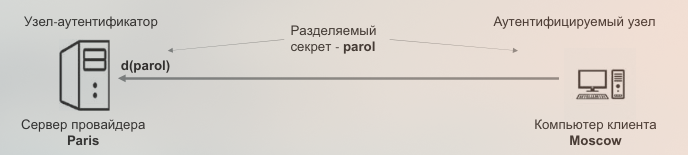 Узел-аутентификатор
Разделяемый
секрет - parol
Аутентифицируемый узел
d(parol)
Сервер провайдера
Paris
Компьютер клиента
Moscow